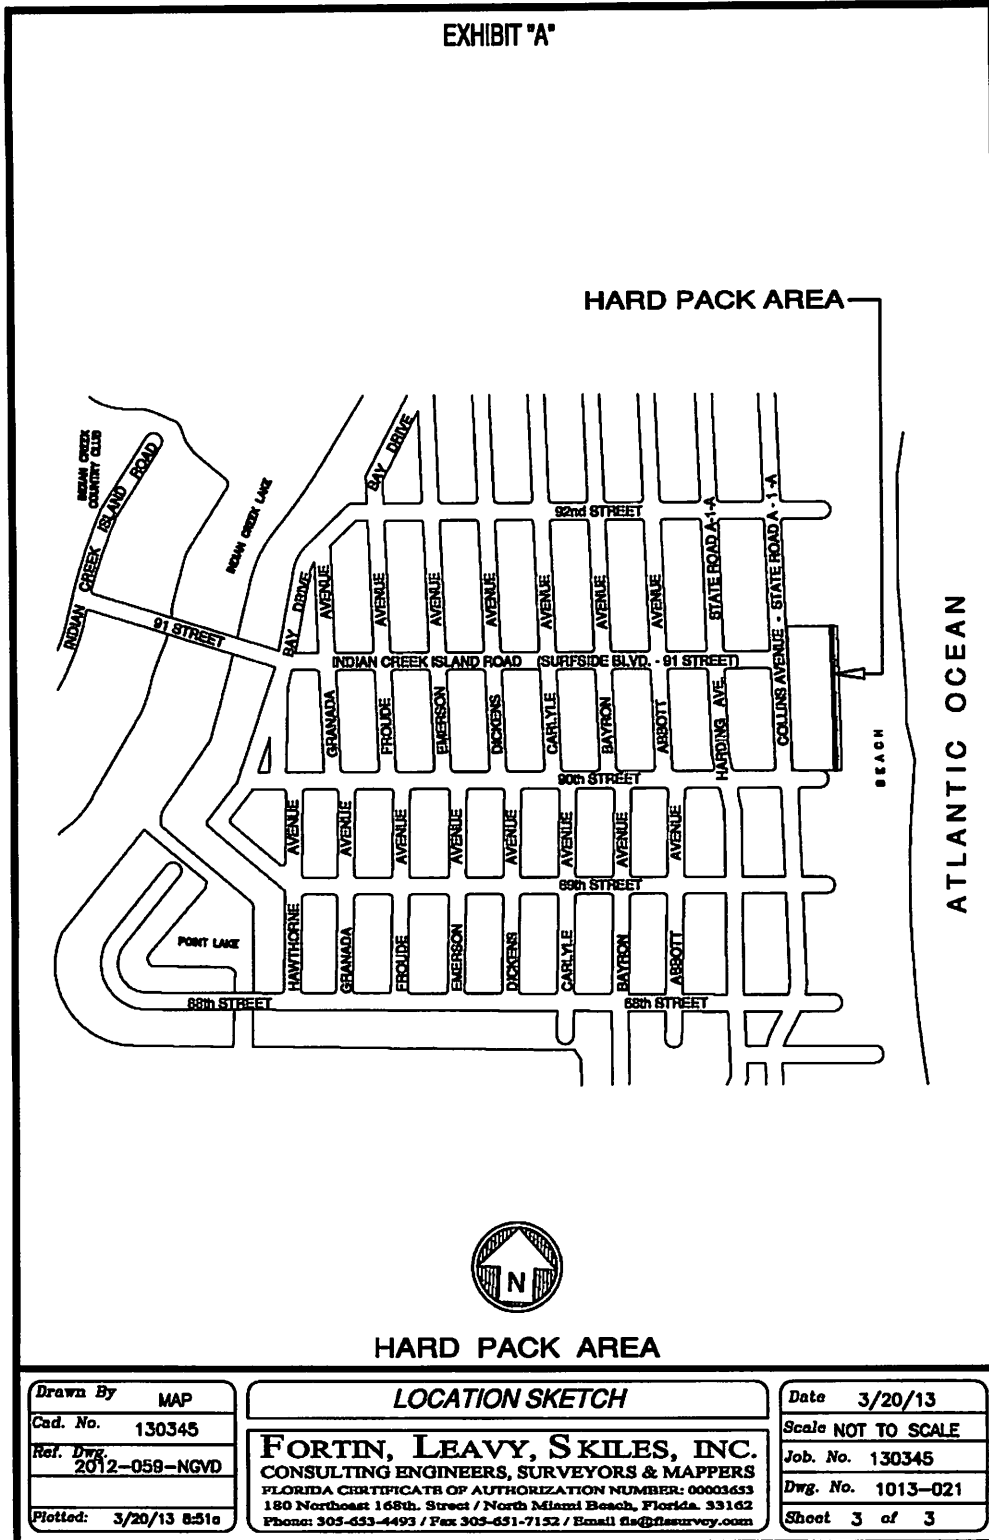 EXHIBIT "A"
HARD PACK AREA
INDIAN CREEK
COUNTRY CLUB
INDIAN CREEK ISLAND ROAD
INDIAN CREEK LAKE
BAY DRIVE
92nd STREET
STATE ROAD A-1-A
COLLINS AVENUE - STATE ROAD A - 1 - A
91 STREET
BAY DRIVE
AVENUE
AVENUE
AVENUE
AVENUE
AVENUE
AVENUE
AVENUE
INDIAN CREEK ISLAND ROAD (SURFSIDE BLVD. - 91 STREET)
GRANADA
FROUDE
EMERSON
DICKENS
CARLYLE
BAYRON
ABBOTT
HARDING AVE.
BEACH
ATLANTIC OCEAN
90th STREET
AVENUE
AVENUE
AVENUE
AVENUE
AVENUE
AVENUE
AVENUE
AVENUE
89th STREET
POINT LAKE
HAWTHORNE
GRANADA
FROUDE
EMERSON
DICKENS
CARLYLE
BAYRON
ABBOTT
88th STREET
88th STREET
N
HARD PACK AREA
Drawn By MAP
Cad. No. 130345
Ref. Dwg.
2012-059-NGVD
Plotted: 3/20/13 8:51a
LOCATION SKETCH
FORTIN, LEAVY, SKILES, INC.
CONSULTING ENGINEERS, SURVEYORS & MAPPERS
FLORIDA CERTIFICATE OF AUTHORIZATION NUMBER: 00003653
180 Northeast 168th. Street / North Miami Beach, Florida. 33162
Phone: 305-653-4493 / Fax 305-651-7152 / Email fls@flssurvey.com
Date 3/20/13
Scale NOT TO SCALE
Job. No. 130345
Dwg. No. 1013-021
Sheet 3 of 3